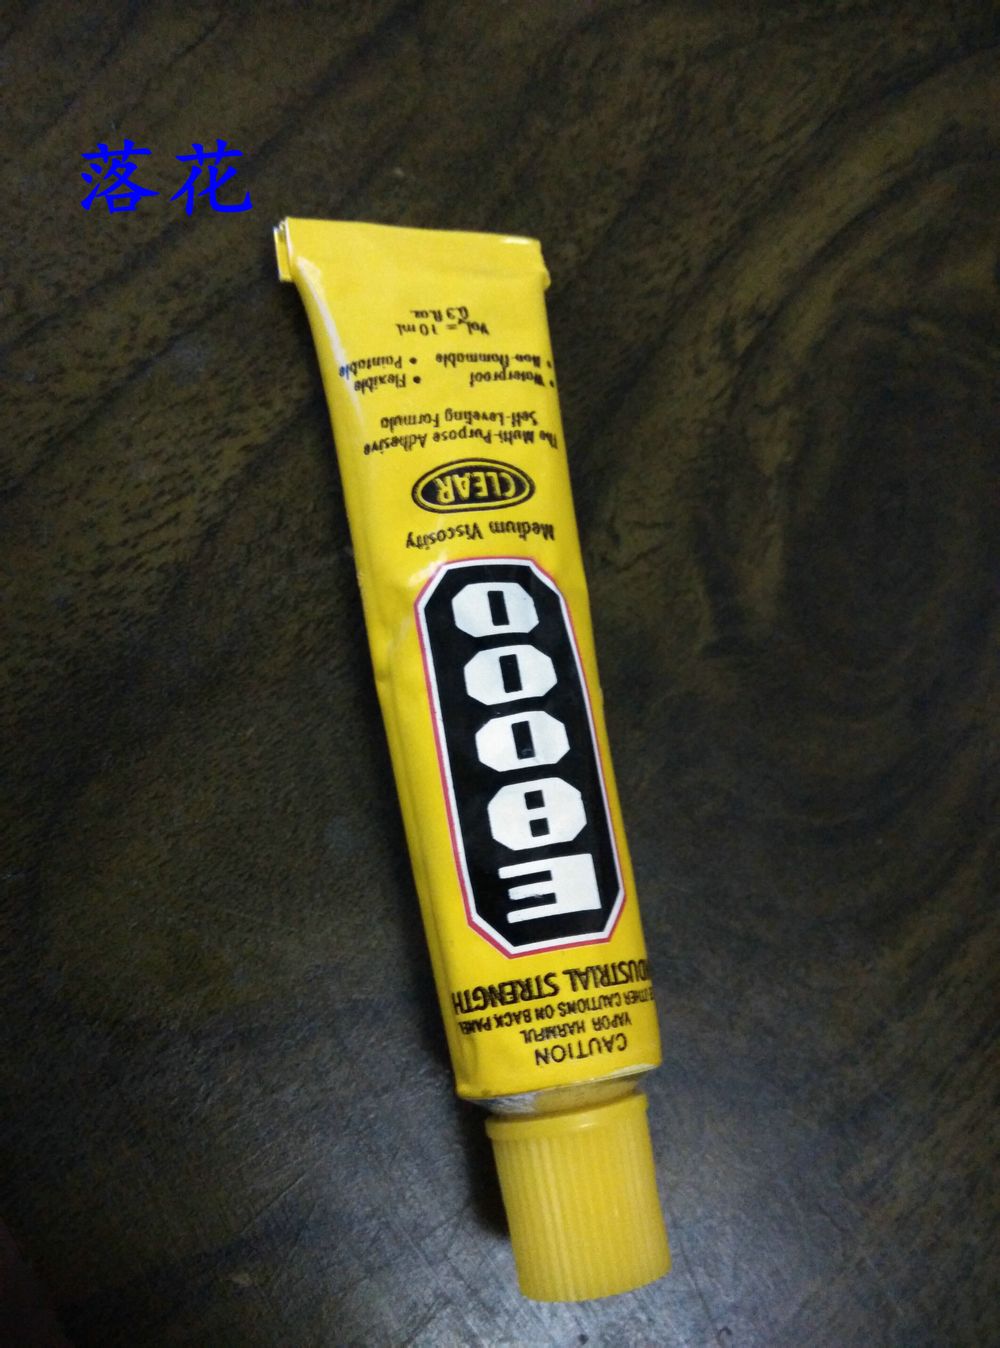 落花
CAUTION
VAPOR HARMFUL
OTHER CAUTIONS ON BACK PANEL
INDUSTRIAL STRENGTH
E8000
Medium Viscosity
CLEAR
The Multi-Purpose Adhesive
Self-Leveling Formula
• Waterproof • Flexible
• Non-flammable • Paintable
Vol. = 10 mL
0.3 fl.oz.